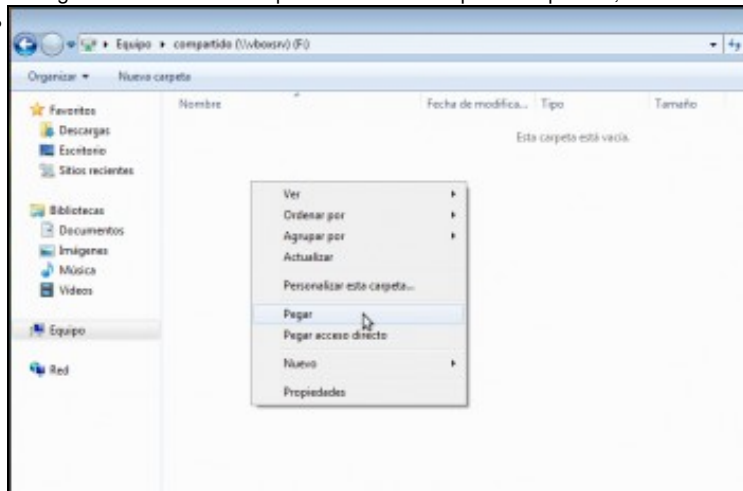 Equipo ▸ compartido (\\vboxsrv) (F:)
Organizar Nueva carpeta
Favoritos
Descargas
Escritorio
Sitios recientes
Bibliotecas
Documentos
Imágenes
Música
Vídeos
Equipo
Red
Nombre Fecha de modifica... Tipo Tamaño
Esta carpeta está vacía.
Ver
Ordenar por
Agrupar por
Actualizar
Personalizar esta carpeta...
Pegar
Pegar acceso directo
Nuevo
Propiedades